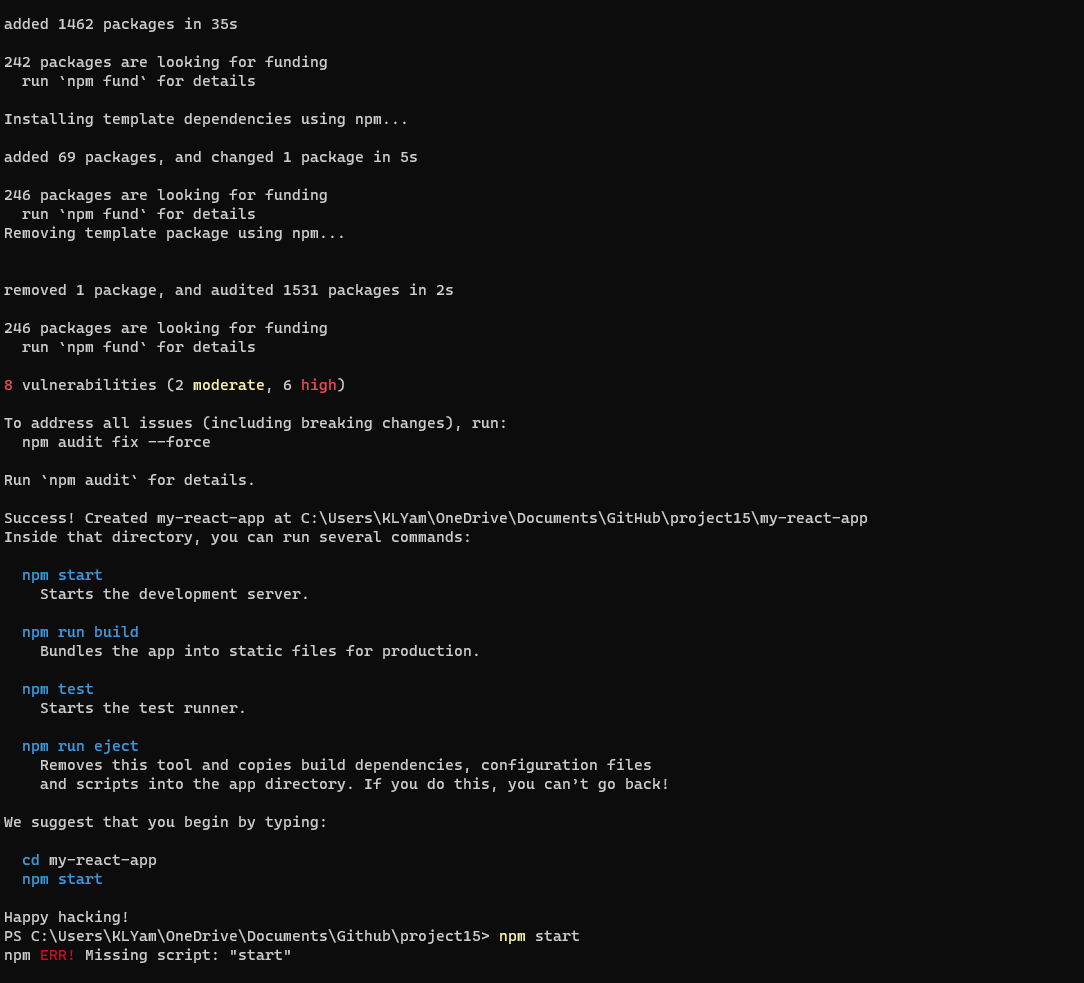 added 1462 packages in 35s
242 packages are looking for funding
run `npm fund` for details
Installing template dependencies using npm...
added 69 packages, and changed 1 package in 5s
246 packages are looking for funding
run `npm fund` for details
Removing template package using npm...
removed 1 package, and audited 1531 packages in 2s
246 packages are looking for funding
run `npm fund` for details
8 vulnerabilities (2 moderate, 6 high)
To address all issues (including breaking changes), run:
npm audit fix --force
Run `npm audit` for details.
Success! Created my-react-app at C:\Users\KLYam\OneDrive\Documents\GitHub\project15\my-react-app
Inside that directory, you can run several commands:
npm start
Starts the development server.
npm run build
Bundles the app into static files for production.
npm test
Starts the test runner.
npm run eject
Removes this tool and copies build dependencies, configuration files
and scripts into the app directory. If you do this, you can’t go back!
We suggest that you begin by typing:
cd my-react-app
npm start
Happy hacking!
PS C:\Users\KLYam\OneDrive\Documents\Github\project15> npm start
npm ERR! Missing script: "start"